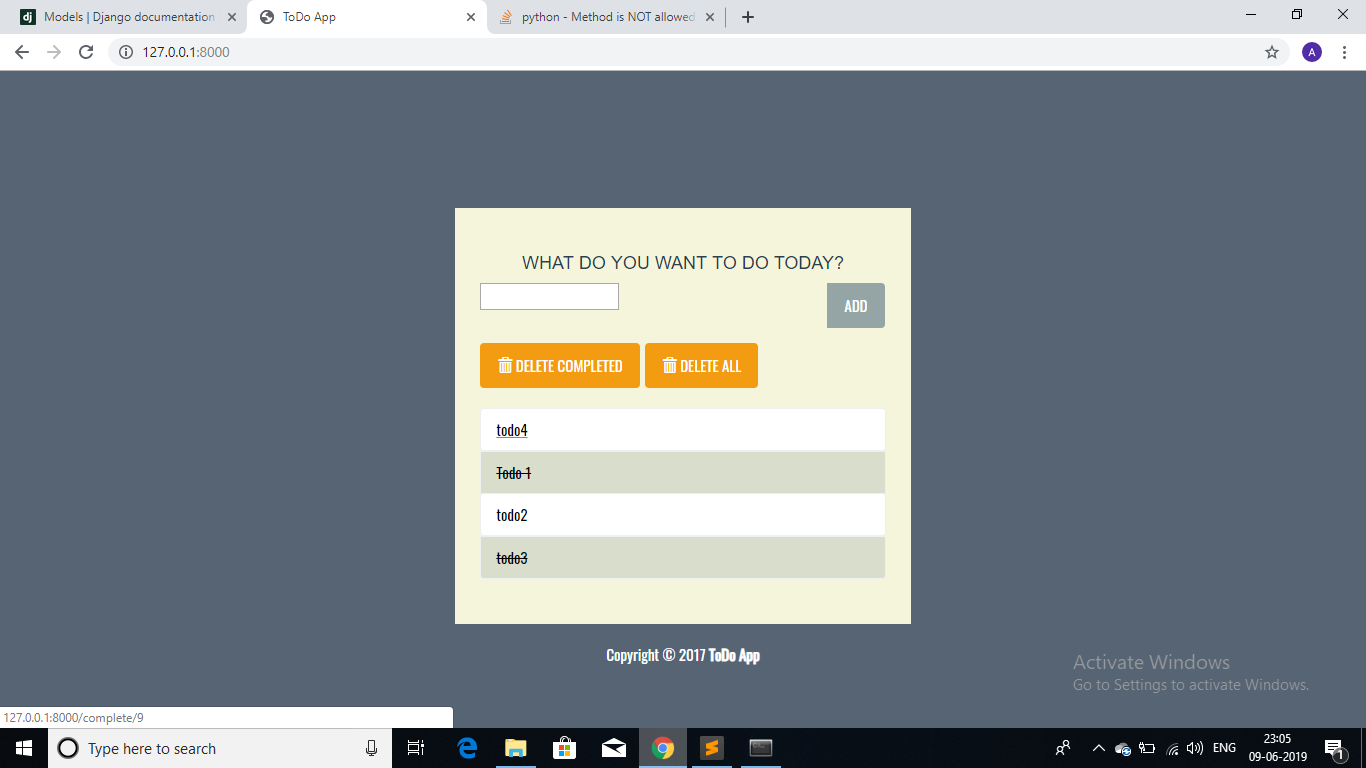 Models | Django documentation
ToDo App
python - Method is NOT allowed
127.0.0.1:8000
A
WHAT DO YOU WANT TO DO TODAY?
ADD
DELETE COMPLETED
DELETE ALL
todo4
Todo 1
todo2
todo3
Copyright © 2017 ToDo App
Activate Windows
Go to Settings to activate Windows.
127.0.0.1:8000/complete/9
Type here to search
ENG
23:05
09-06-2019
1